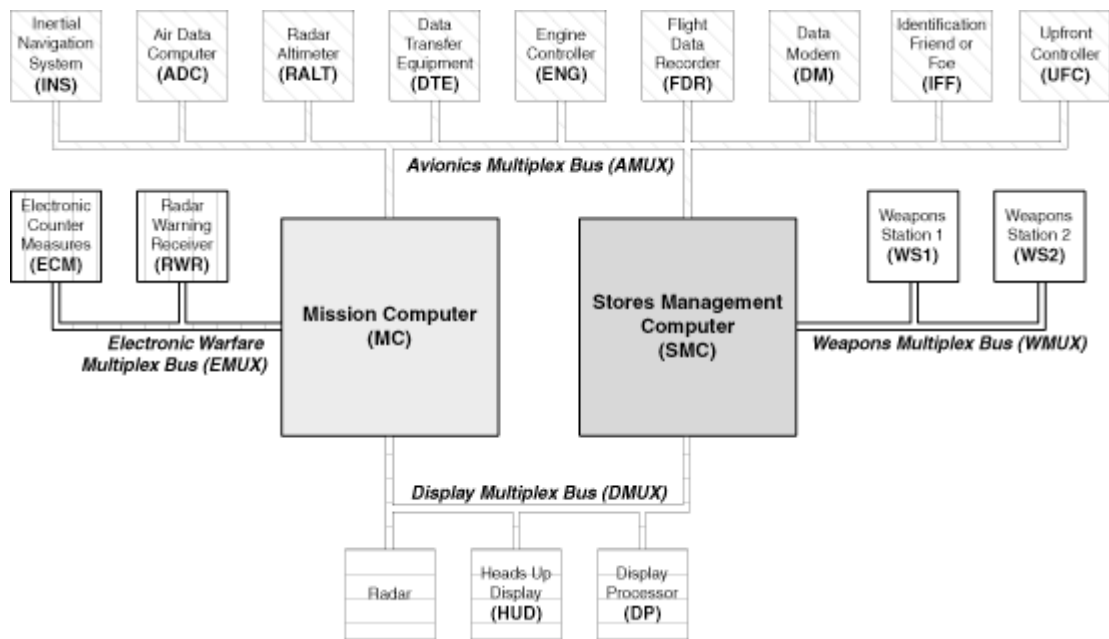 Inertial
Navigation
System
(INS)
Air Data
Computer
(ADC)
Radar
Altimeter
(RALT)
Data
Transfer
Equipment
(DTE)
Engine
Controller
(ENG)
Flight
Data
Recorder
(FDR)
Data
Modem
(DM)
Identification
Friend or
Foe
(IFF)
Upfront
Controller
(UFC)
Avionics Multiplex Bus (AMUX)
Electronic
Counter
Measures
(ECM)
Radar
Warning
Receiver
(RWR)
Mission Computer
(MC)
Stores Management
Computer
(SMC)
Weapons
Station 1
(WS1)
Weapons
Station 2
(WS2)
Electronic Warfare
Multiplex Bus (EMUX)
Weapons Multiplex Bus (WMUX)
Display Multiplex Bus (DMUX)
Radar
Heads Up
Display
(HUD)
Display
Processor
(DP)